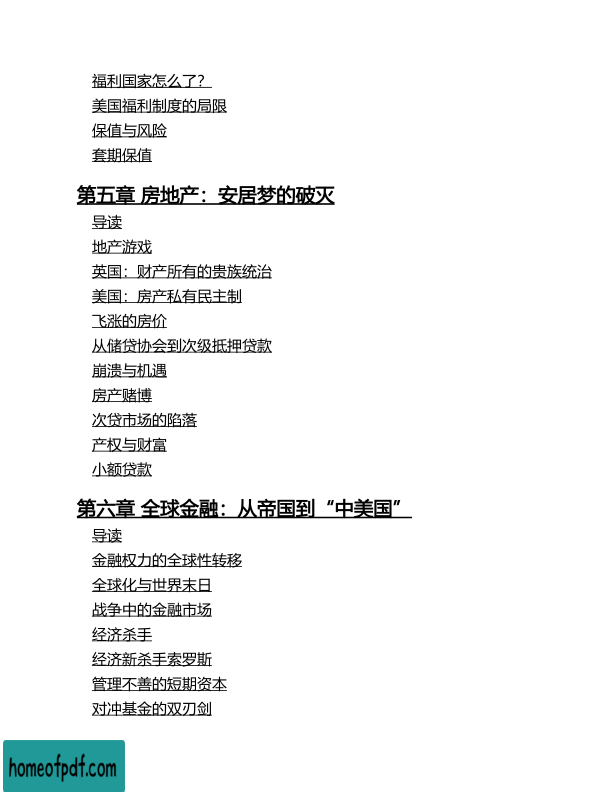 福利国家怎么了？
美国福利制度的局限
保值与风险
套期保值
第五章 房地产：安居梦的破灭
导读
地产游戏
英国：财产所有的贵族统治
美国：房产私有民主制
飞涨的房价
从储贷协会到次级抵押贷款
崩溃与机遇
房产赌博
次贷市场的陷落
产权与财富
小额贷款
第六章 全球金融：从帝国到“中美国”
导读
金融权力的全球性转移
全球化与世界末日
战争中的金融市场
经济杀手
经济新杀手索罗斯
管理不善的短期资本
对冲基金的双刃剑
homeofpdf.com